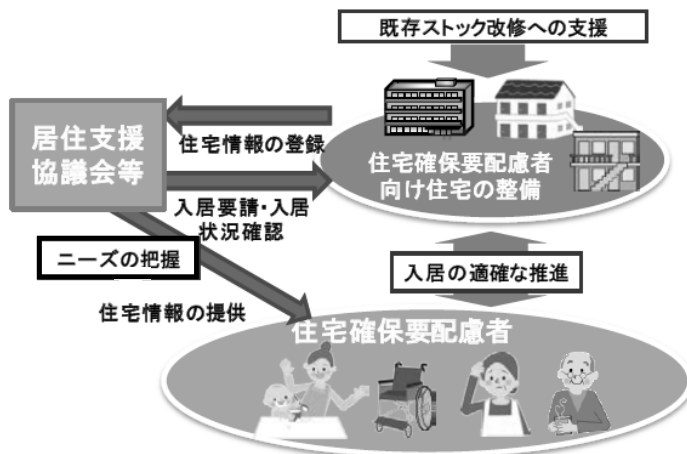 既存ストック改修への支援
居住支援
協議会等
住宅情報の登録
住宅確保要配慮者
向け住宅の整備
入居要請・入居
状況確認
ニーズの把握
入居の適確な推進
住宅情報の提供
住宅確保要配慮者